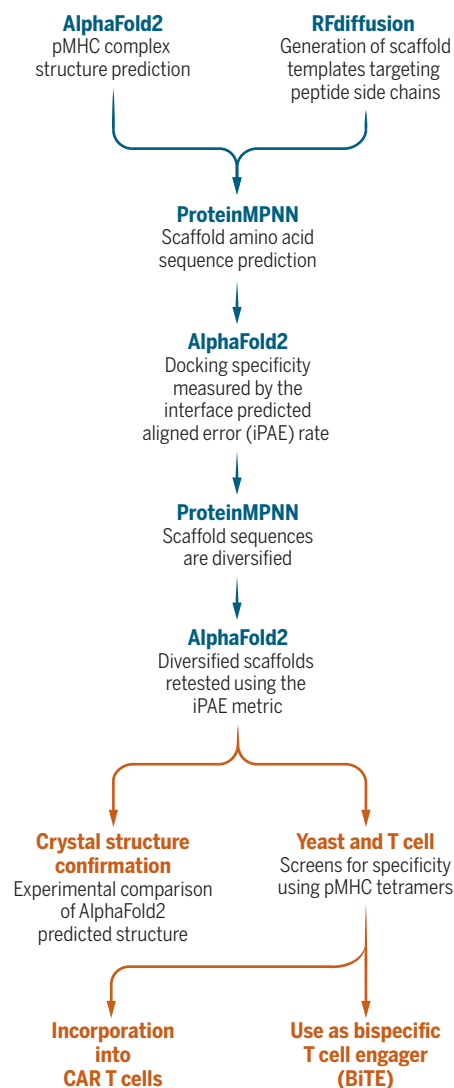 AlphaFold2
pMHC complex
structure prediction
RFdiffusion
Generation of scaffold
templates targeting
peptide side chains
ProteinMPNN
Scaffold amino acid
sequence prediction
AlphaFold2
Docking specificity
measured by the
interface predicted
aligned error (iPAE) rate
ProteinMPNN
Scaffold sequences
are diversified
AlphaFold2
Diversified scaffolds
retested using the
iPAE metric
Crystal structure
confirmation
Experimental comparison
of AlphaFold2
predicted structure
Yeast and T cell
Screens for specificity
using pMHC tetramers
Incorporation
into
CAR T cells
Use as bispecific
T cell engager
(BiTE)